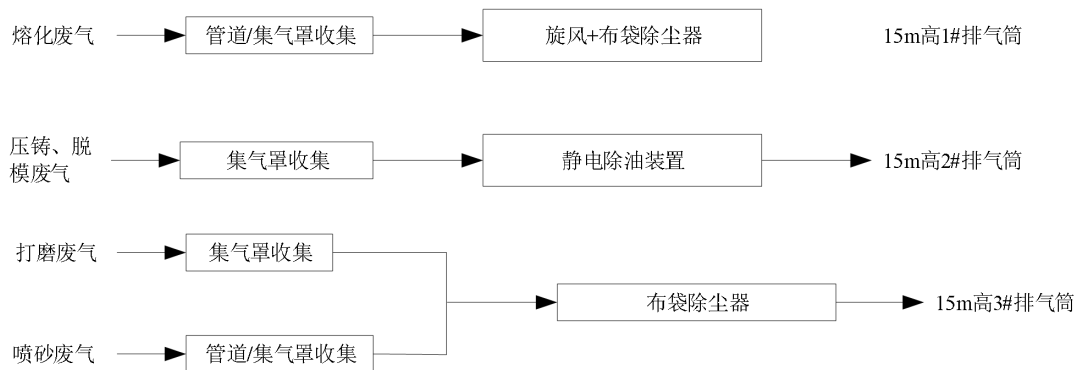 熔化废气
管道/集气罩收集
旋风+布袋除尘器
15m高1#排气筒
压铸、脱
模废气
集气罩收集
静电除油装置
15m高2#排气筒
打磨废气
集气罩收集
布袋除尘器
15m高3#排气筒
喷砂废气
管道/集气罩收集